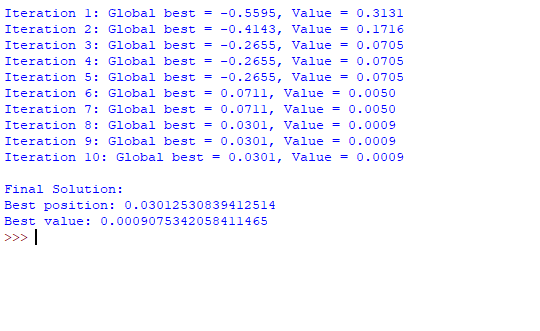 Iteration 1: Global best = -0.5595, Value = 0.3131
Iteration 2: Global best = -0.4143, Value = 0.1716
Iteration 3: Global best = -0.2655, Value = 0.0705
Iteration 4: Global best = -0.2655, Value = 0.0705
Iteration 5: Global best = -0.2655, Value = 0.0705
Iteration 6: Global best = 0.0711, Value = 0.0050
Iteration 7: Global best = 0.0711, Value = 0.0050
Iteration 8: Global best = 0.0301, Value = 0.0009
Iteration 9: Global best = 0.0301, Value = 0.0009
Iteration 10: Global best = 0.0301, Value = 0.0009
Final Solution:
Best position: 0.03012530839412514
Best value: 0.0009075342058411465
>>>